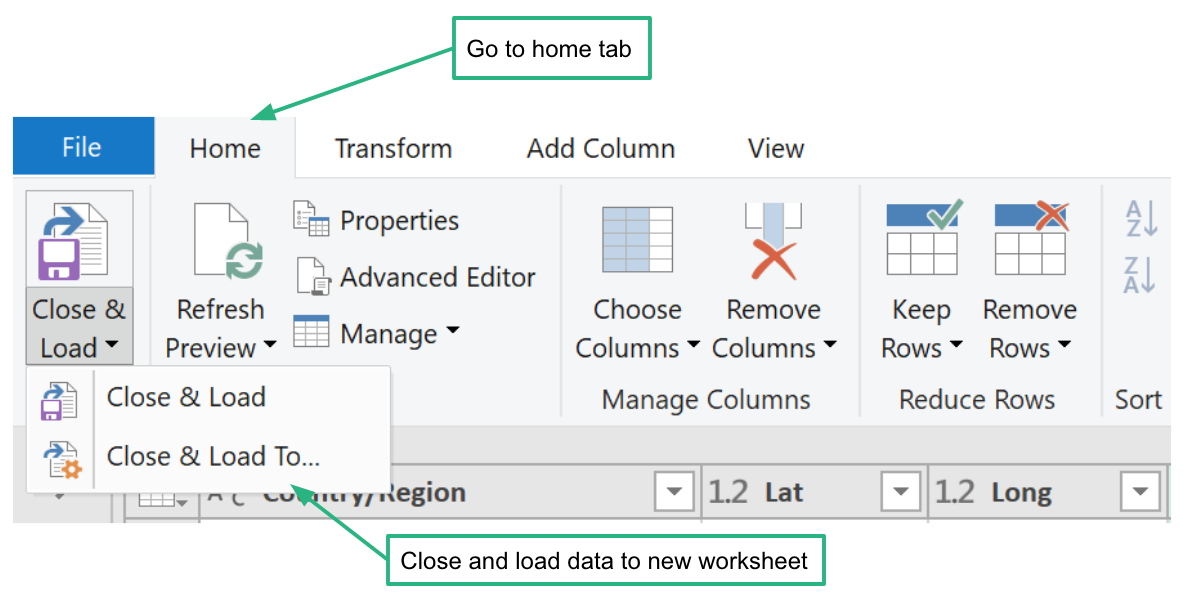 Go to home tab
File Home Transform Add Column View
Properties
Advanced Editor
Manage
Close &
Load
Refresh
Preview
Choose
Columns
Remove
Columns
Manage Columns
Keep
Rows
Remove
Rows
Reduce Rows
A
Z
Z
A
Sort
Close & Load
Close & Load To...
Country/Region 1.2 Lat 1.2 Long
Close and load data to new worksheet